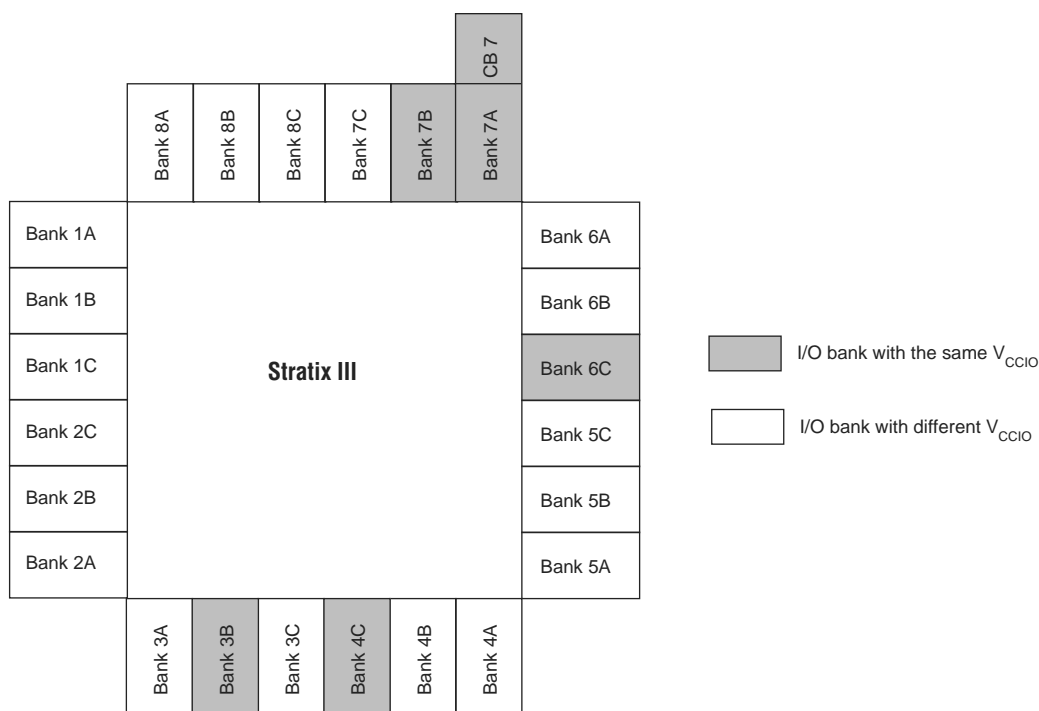 CB 7
Bank 8A
Bank 8B
Bank 8C
Bank 7C
Bank 7B
Bank 7A
Bank 1A
Bank 1B
Bank 1C
Bank 2C
Bank 2B
Bank 2A
Stratix III
Bank 6A
Bank 6B
Bank 6C
Bank 5C
Bank 5B
Bank 5A
Bank 3A
Bank 3B
Bank 3C
Bank 4C
Bank 4B
Bank 4A
I/O bank with the same VCCIO
I/O bank with different VCCIO